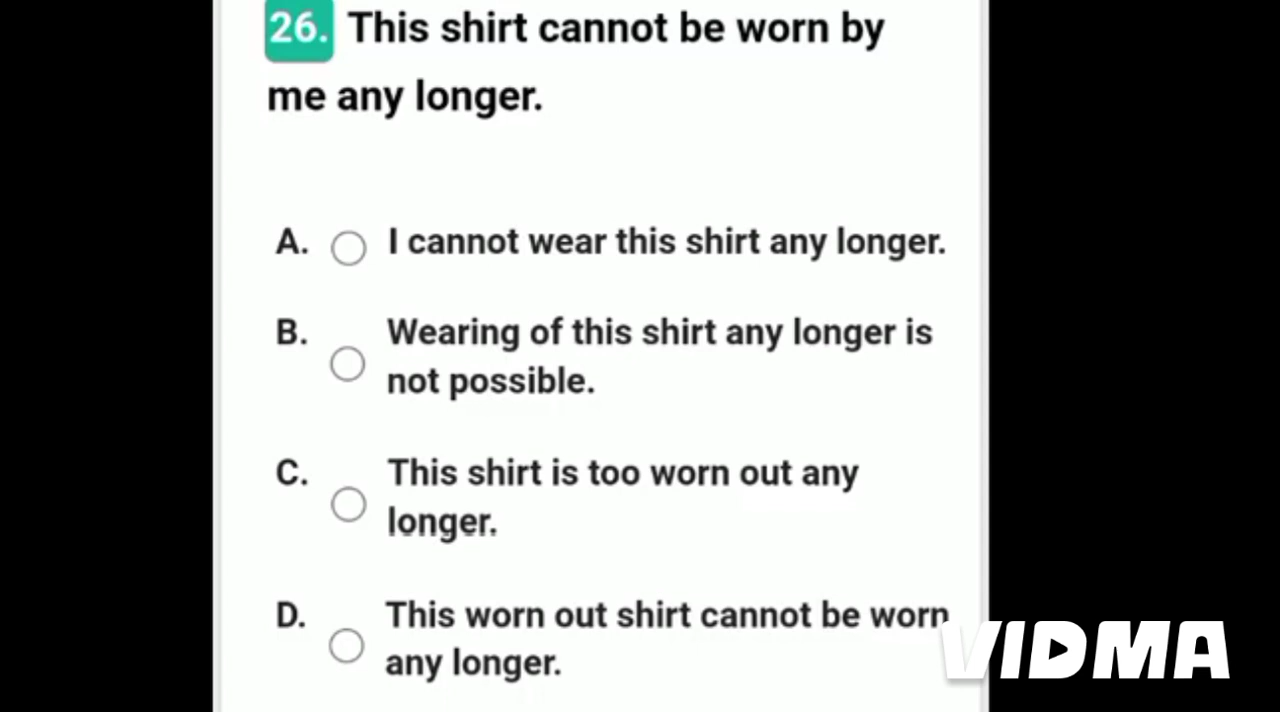 26. This shirt cannot be worn by
me any longer.
A. I cannot wear this shirt any longer.
B. Wearing of this shirt any longer is
not possible.
C. This shirt is too worn out any
longer.
D. This worn out shirt cannot be worn
any longer.
VIDMA